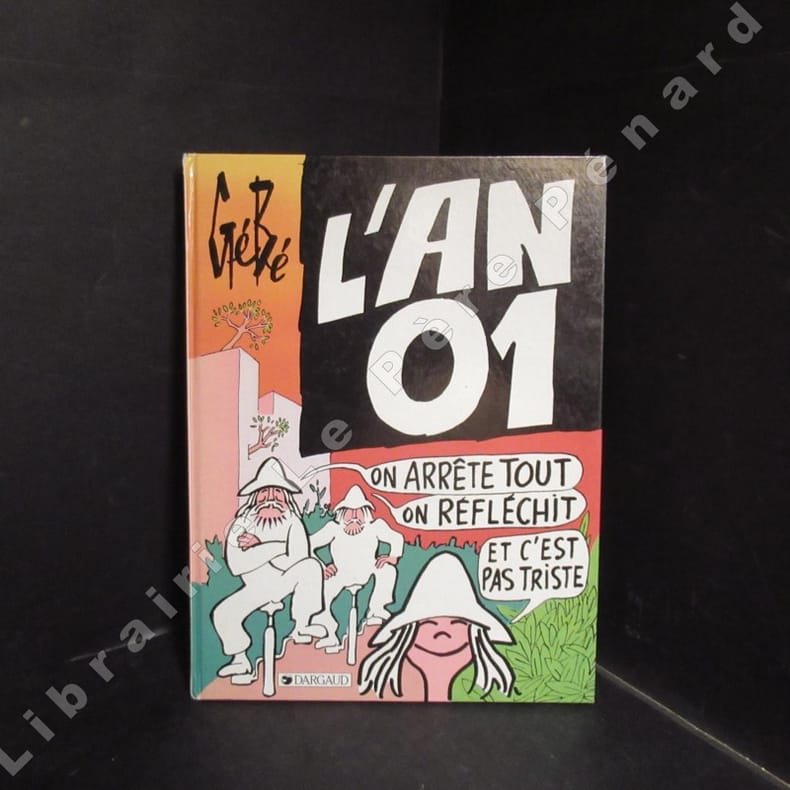 GéBé
L'AN
01
ON ARRÊTE TOUT
ON RÉFLÉCHIT
ET C'EST
PAS TRISTE
DARGAUD
Librairie Le Père Pénard